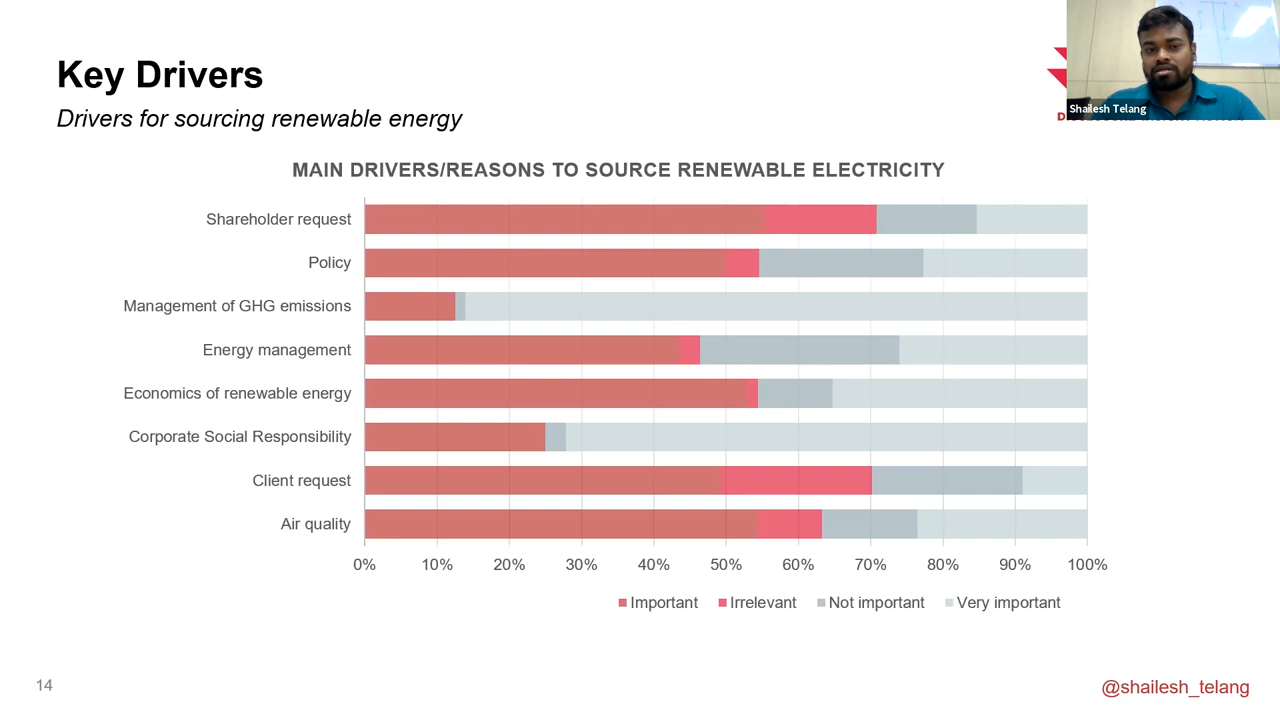 Key Drivers
Drivers for sourcing renewable energy
Shailesh Telang
MAIN DRIVERS/REASONS TO SOURCE RENEWABLE ELECTRICITY
Shareholder request
Policy
Management of GHG emissions
Energy management
Economics of renewable energy
Corporate Social Responsibility
Client request
Air quality
0% 10% 20% 30% 40% 50% 60% 70% 80% 90% 100%
Important Irrelevant Not important Very important
14
@shailesh_telang